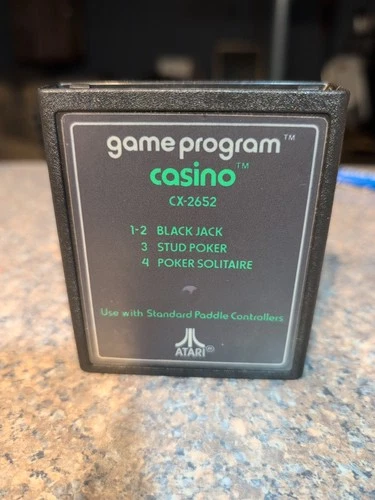 game program™
casino™
CX-2652
1-2 BLACK JACK
3 STUD POKER
4 POKER SOLITAIRE
Use with Standard Paddle Controllers
ATARI®